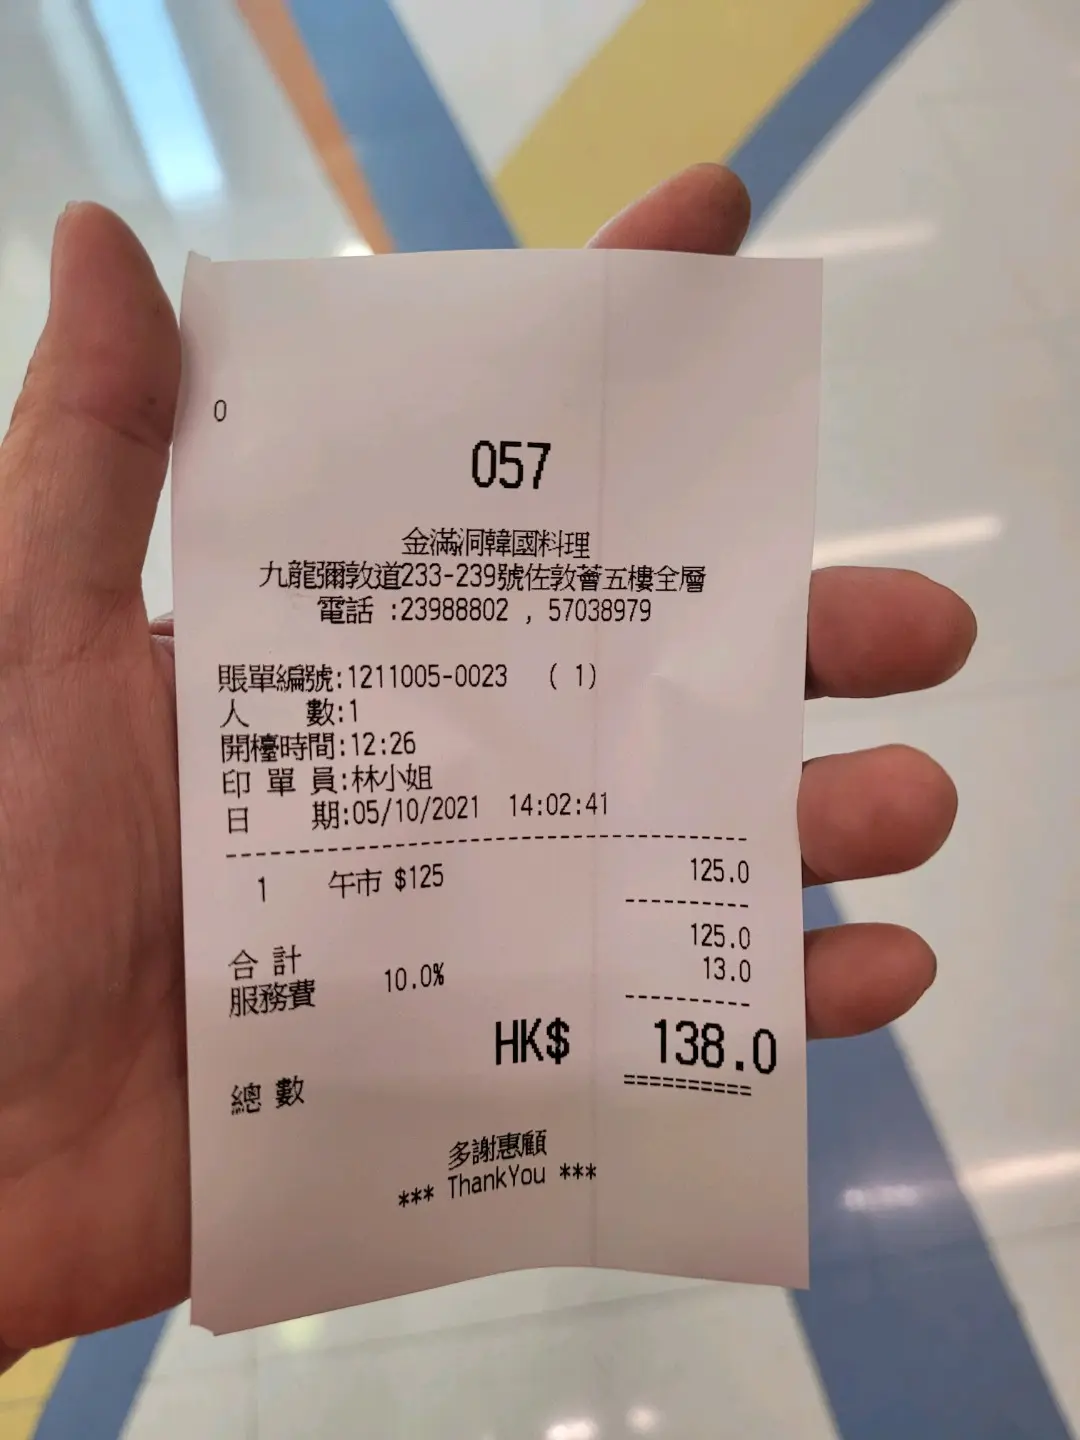 0
057
金滿洞韓國料理
九龍彌敦道233-239號佐敦薈五樓全層
電話 :23988802 , 57038979
賬單編號:1211005-0023 ( 1)
人 數:1
開檯時間:12:26
印 單 員:林小姐
日 期:05/10/2021 14:02:41
1 午市 $125 125.0
合 計 125.0
服務費 10.0% 13.0
總 數 HK$ 138.0
多謝惠顧
*** ThankYou ***